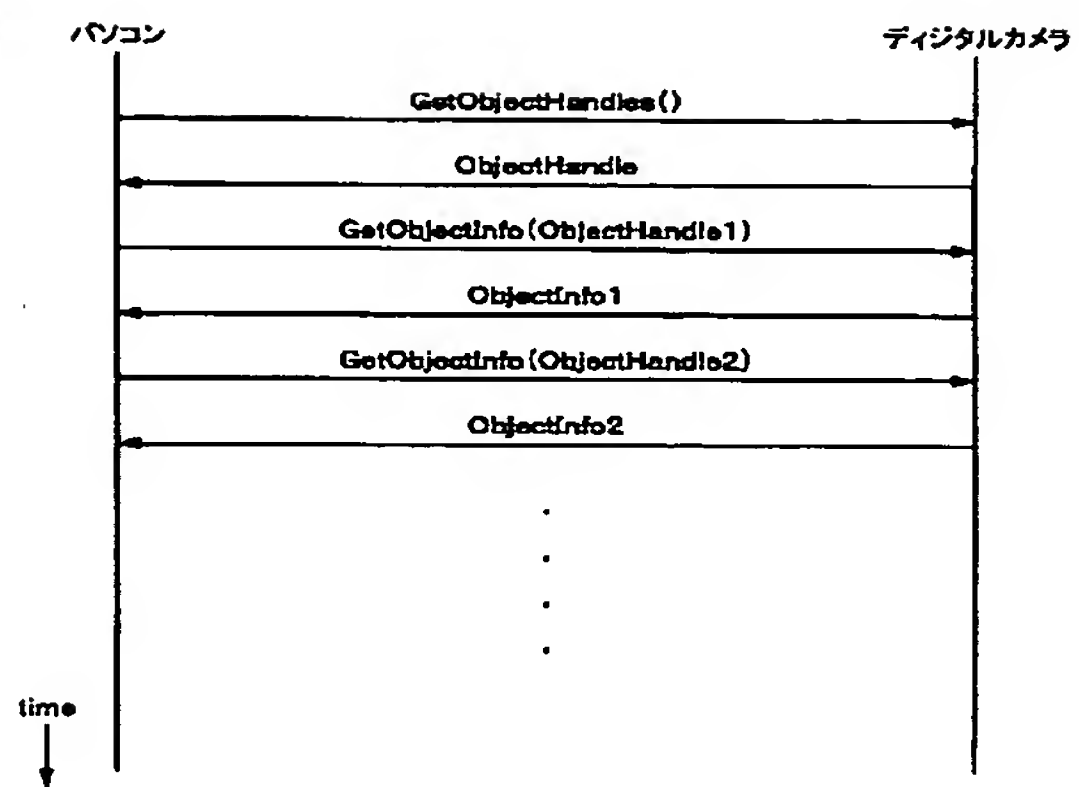 パソコン
ディジタルカメラ
GetObjectHandles()
ObjectHandle
GetObjectInfo(ObjectHandle1)
ObjectInfo1
GetObjectInfo(ObjectHandle2)
ObjectInfo2
time